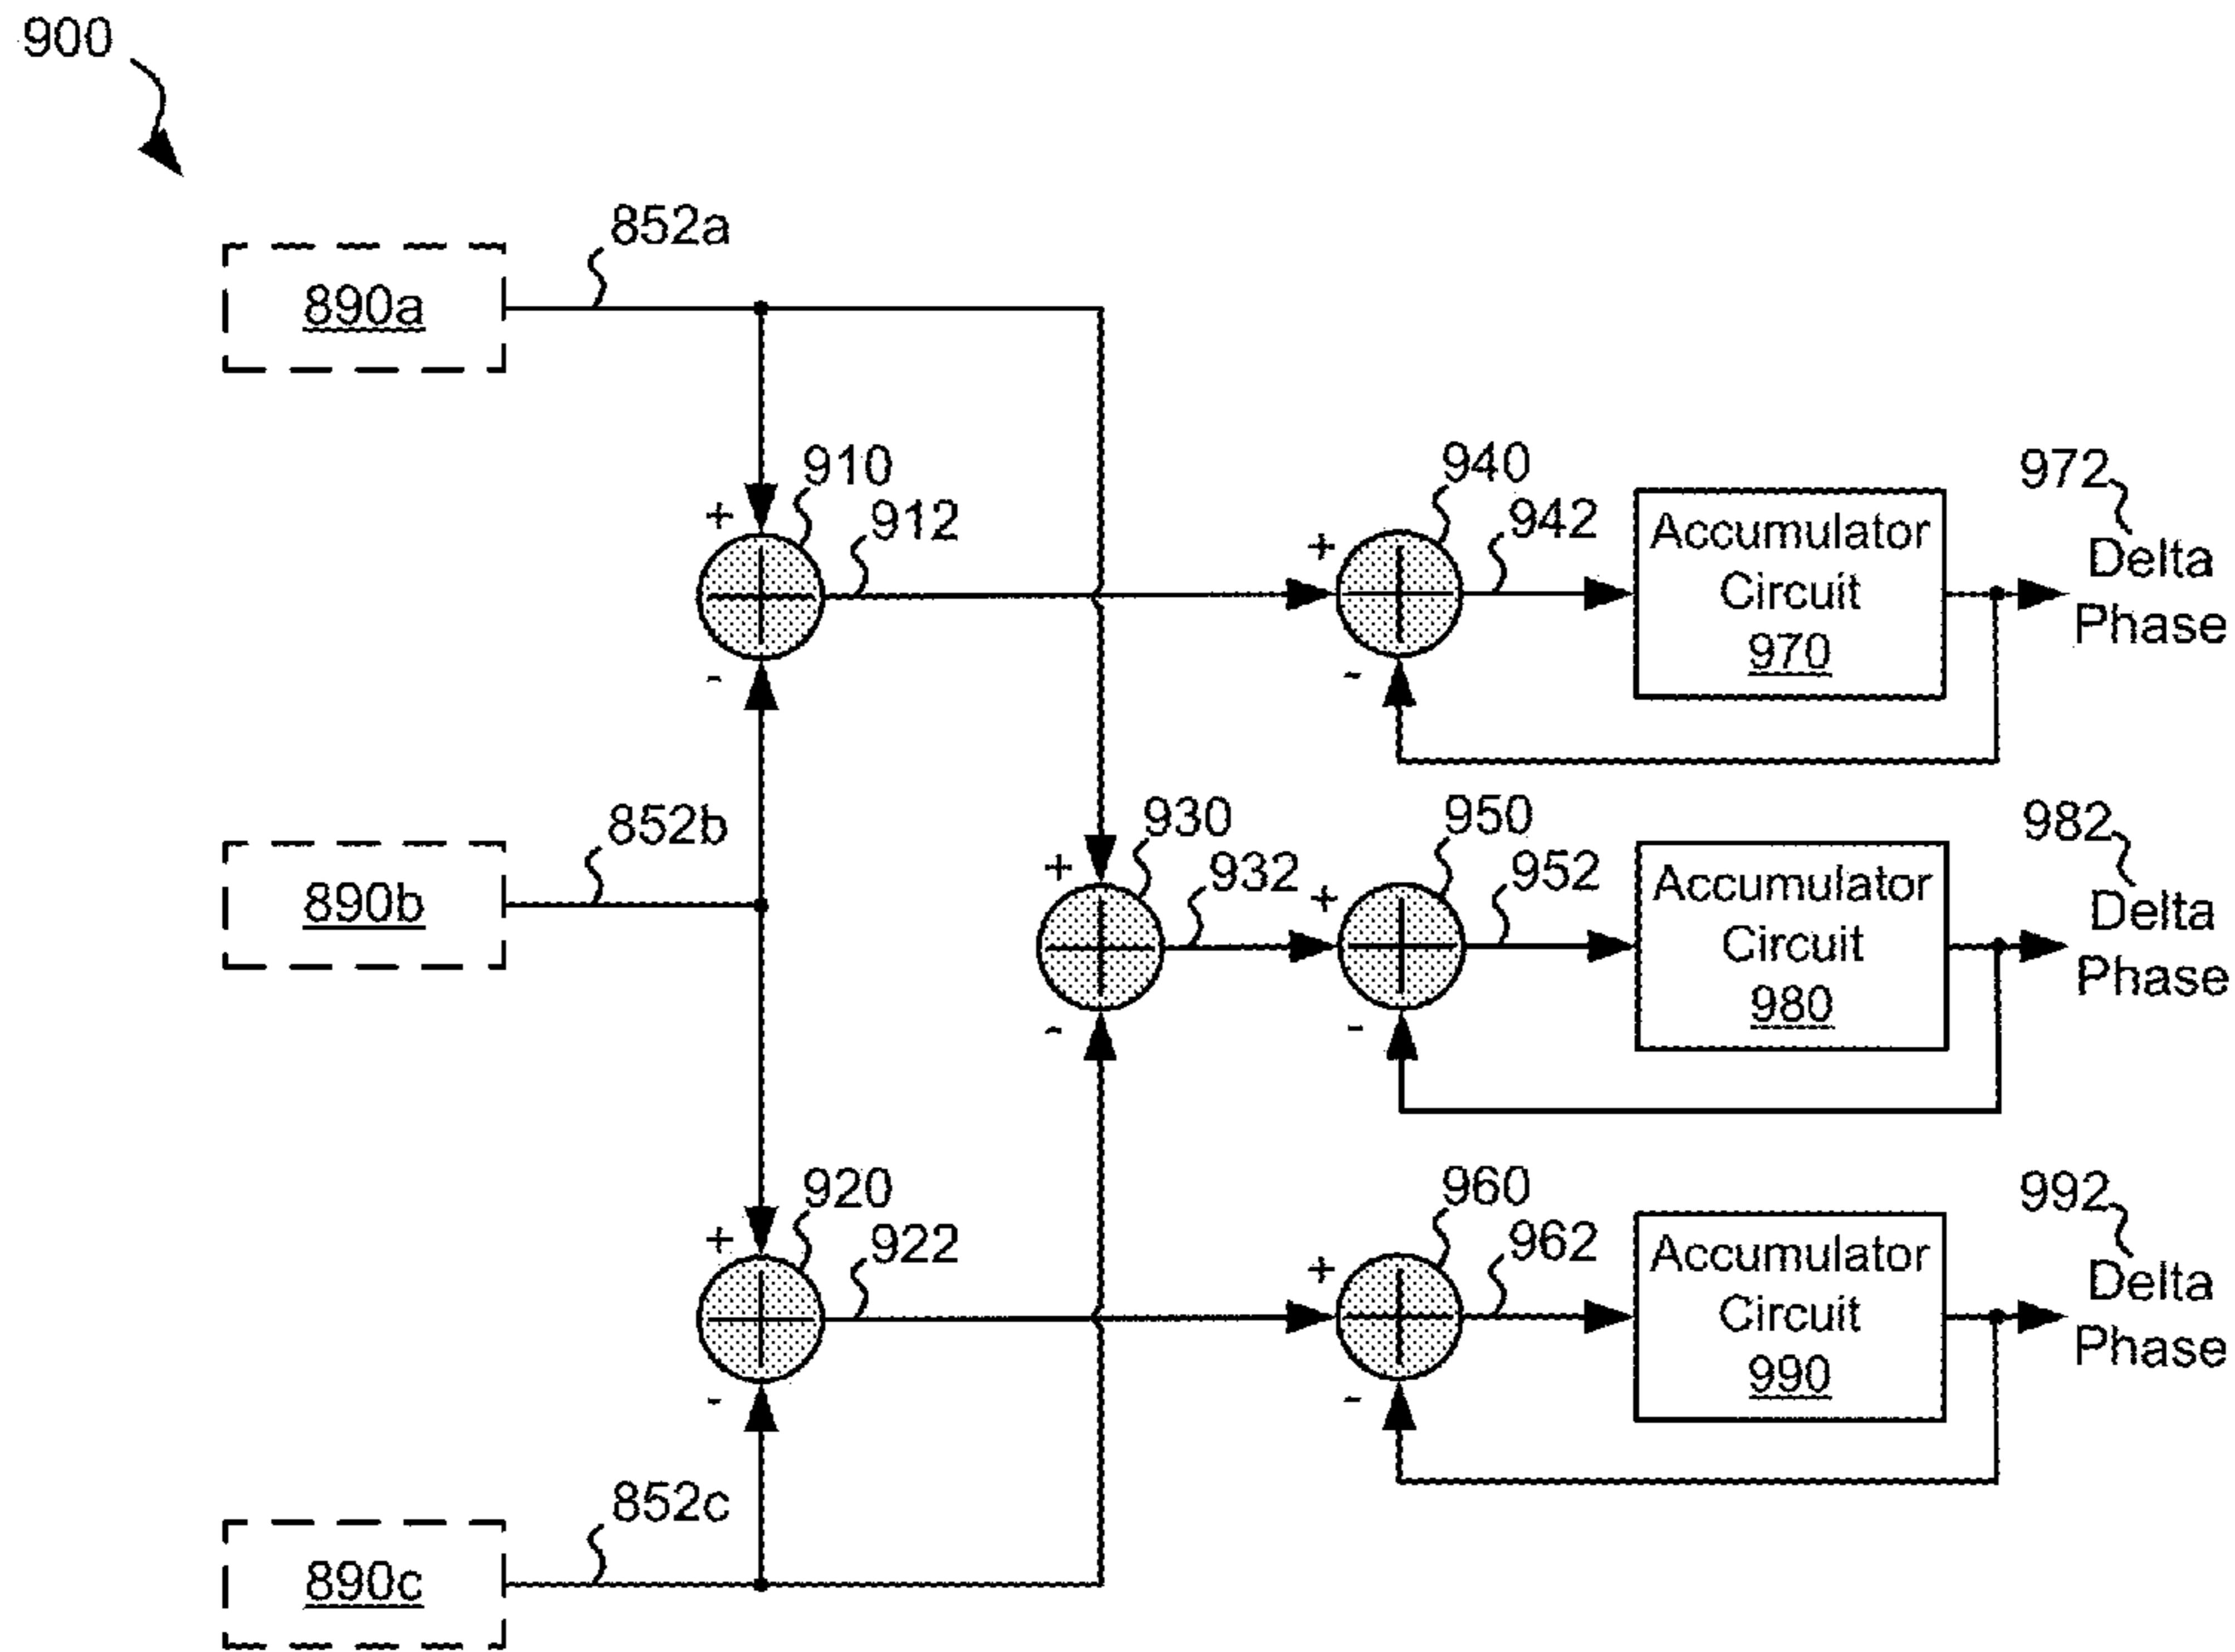 900
852a
890a
910
912
+
-
940
942
+
-
Accumulator
Circuit
970
972
Delta
Phase
852b
890b
930
932
+
-
950
952
+
-
Accumulator
Circuit
980
982
Delta
Phase
920
922
+
-
960
962
+
-
Accumulator
Circuit
990
992
Delta
Phase
852c
890c